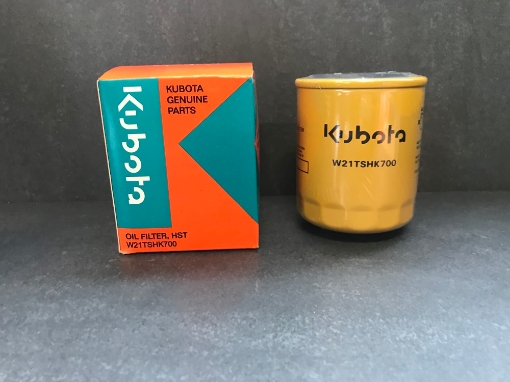 Kubota
KUBOTA
GENUINE
PARTS
OIL FILTER, HST
W21TSHK700
Kubota
W21TSHK700